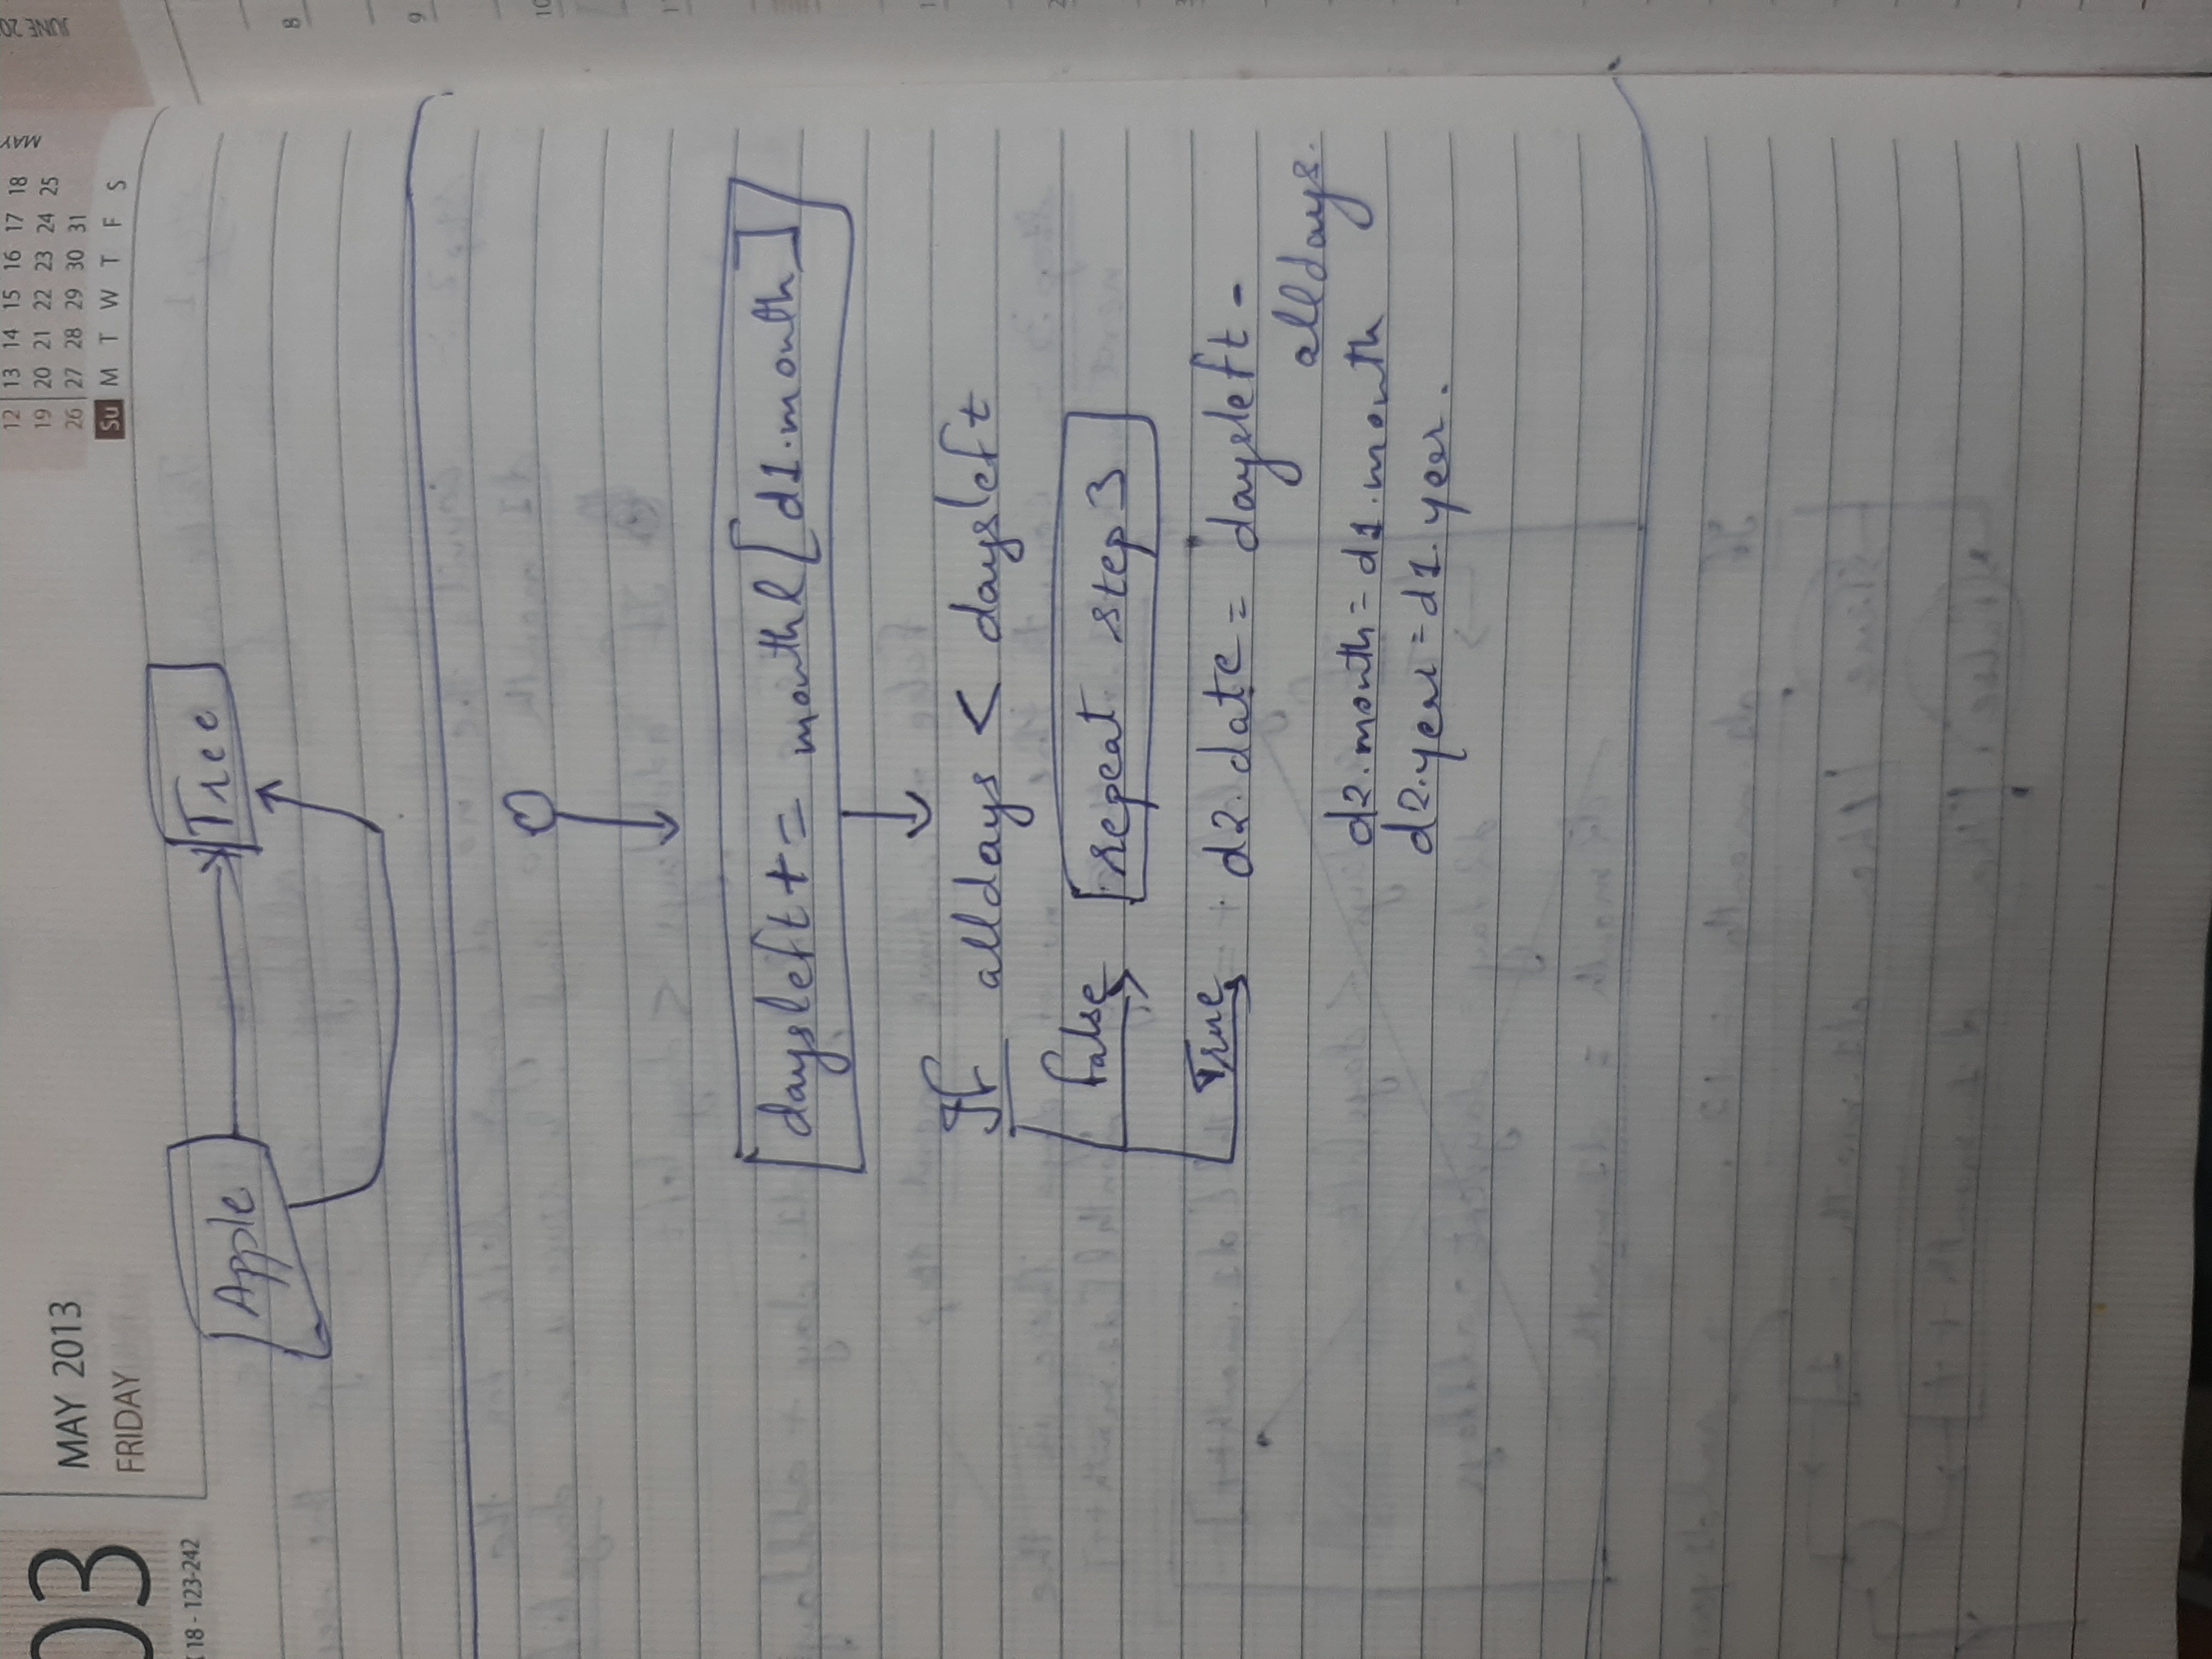 03
MAY 2013
FRIDAY
18 - 123-242
12 13 14 15 16 17 18
19 20 21 22 23 24 25
26 27 28 29 30 31
Su M T W T F S
MAY
JUNE 20
8
9
10
Apple
Tree
daysleft += monthl[d1.month]
If alldays < daysleft
false
repeat step 3
True
d2.date = daysleft -
alldays.
d2.month = d1.month
d2.year = d1.year.